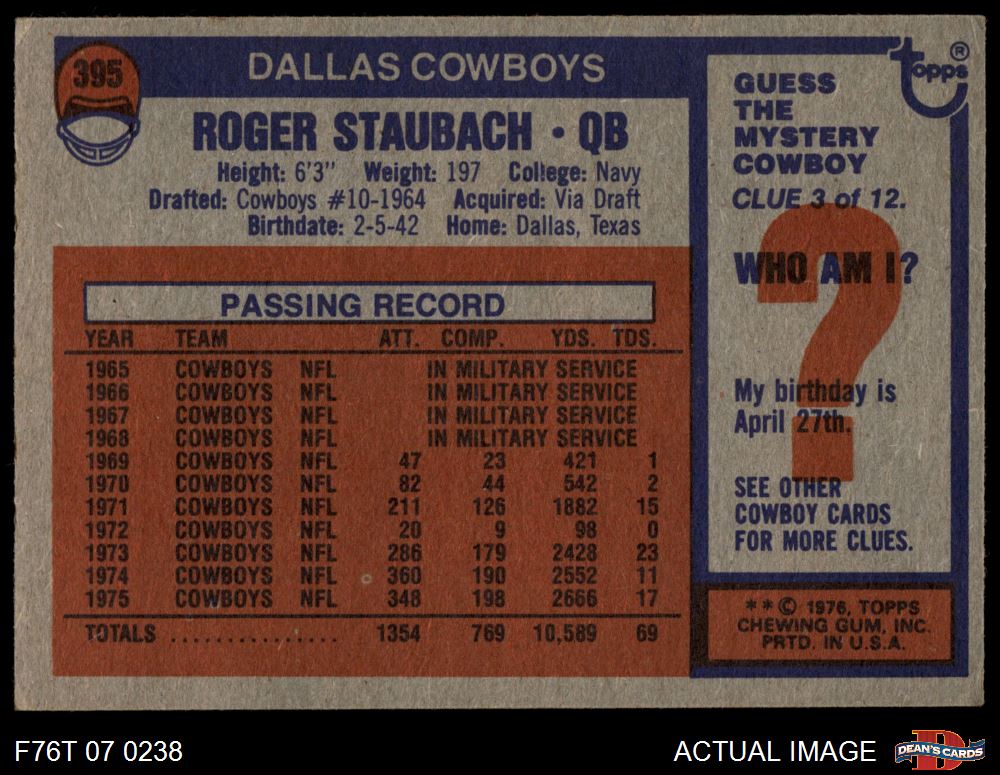 395
DALLAS COWBOYS
ROGER STAUBACH • QB
Height: 6'3" Weight: 197 College: Navy
Drafted: Cowboys #10-1964 Acquired: Via Draft
Birthdate: 2-5-42 Home: Dallas, Texas
PASSING RECORD
YEAR TEAM ATT. COMP. YDS. TDS.
1965 COWBOYS NFL IN MILITARY SERVICE
1966 COWBOYS NFL IN MILITARY SERVICE
1967 COWBOYS NFL IN MILITARY SERVICE
1968 COWBOYS NFL IN MILITARY SERVICE
1969 COWBOYS NFL 47 23 421 1
1970 COWBOYS NFL 82 44 542 2
1971 COWBOYS NFL 211 126 1882 15
1972 COWBOYS NFL 20 9 98 0
1973 COWBOYS NFL 286 179 2428 23
1974 COWBOYS NFL 360 190 2552 11
1975 COWBOYS NFL 348 198 2666 17
TOTALS ................ 1354 769 10,589 69
topps®
GUESS
THE
MYSTERY
COWBOY
CLUE 3 of 12.
WHO AM I?
?
My birthday is
April 27th.
SEE OTHER
COWBOY CARDS
FOR MORE CLUES.
* * © 1976, TOPPS
CHEWING GUM, INC.
PRTD. IN U.S.A.
F76T 07 0238
ACTUAL IMAGE
D
DEAN'S CARDS